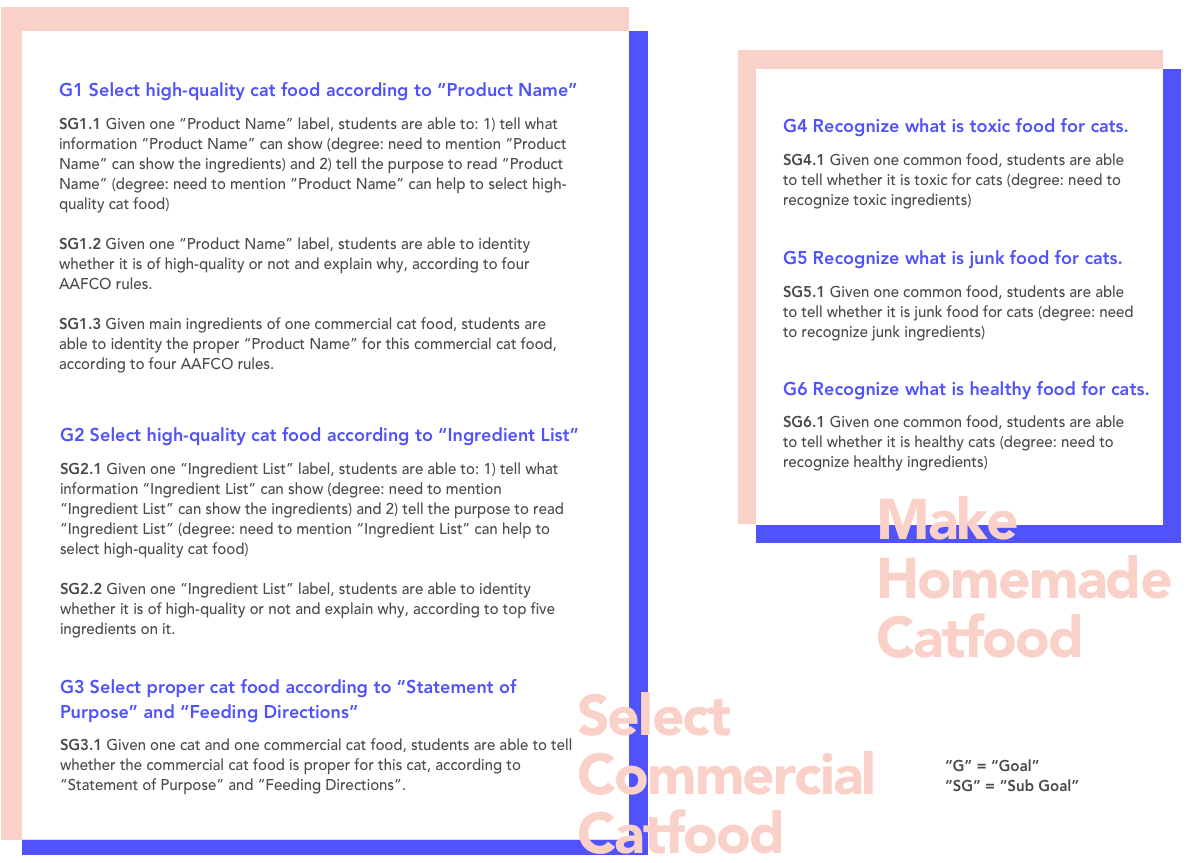 G1 Select high-quality cat food according to “Product Name”
SG1.1 Given one “Product Name” label, students are able to: 1) tell what
information “Product Name” can show (degree: need to mention “Product
Name” can show the ingredients) and 2) tell the purpose to read “Product
Name” (degree: need to mention “Product Name” can help to select high-
quality cat food)
SG1.2 Given one “Product Name” label, students are able to identity
whether it is of high-quality or not and explain why, according to four
AAFCO rules.
SG1.3 Given main ingredients of one commercial cat food, students are
able to identity the proper “Product Name” for this commercial cat food,
according to four AAFCO rules.
G2 Select high-quality cat food according to “Ingredient List”
SG2.1 Given one “Ingredient List” label, students are able to: 1) tell what
information “Ingredient List” can show (degree: need to mention
“Ingredient List” can show the ingredients) and 2) tell the purpose to read
“Ingredient List” (degree: need to mention “Ingredient List” can help to
select high-quality cat food)
SG2.2 Given one “Ingredient List” label, students are able to identity
whether it is of high-quality or not and explain why, according to top five
ingredients on it.
G3 Select proper cat food according to “Statement of
Purpose” and “Feeding Directions”
SG3.1 Given one cat and one commercial cat food, students are able to tell
whether the commercial cat food is proper for this cat, according to
“Statement of Purpose” and “Feeding Directions”.
Select
Commercial
Catfood
G4 Recognize what is toxic food for cats.
SG4.1 Given one common food, students are able
to tell whether it is toxic for cats (degree: need to
recognize toxic ingredients)
G5 Recognize what is junk food for cats.
SG5.1 Given one common food, students are able
to tell whether it is junk food for cats (degree: need
to recognize junk ingredients)
G6 Recognize what is healthy food for cats.
SG6.1 Given one common food, students are able
to tell whether it is healthy cats (degree: need to
recognize healthy ingredients)
Make
Homemade
Catfood
“G” = “Goal”
“SG” = “Sub Goal”